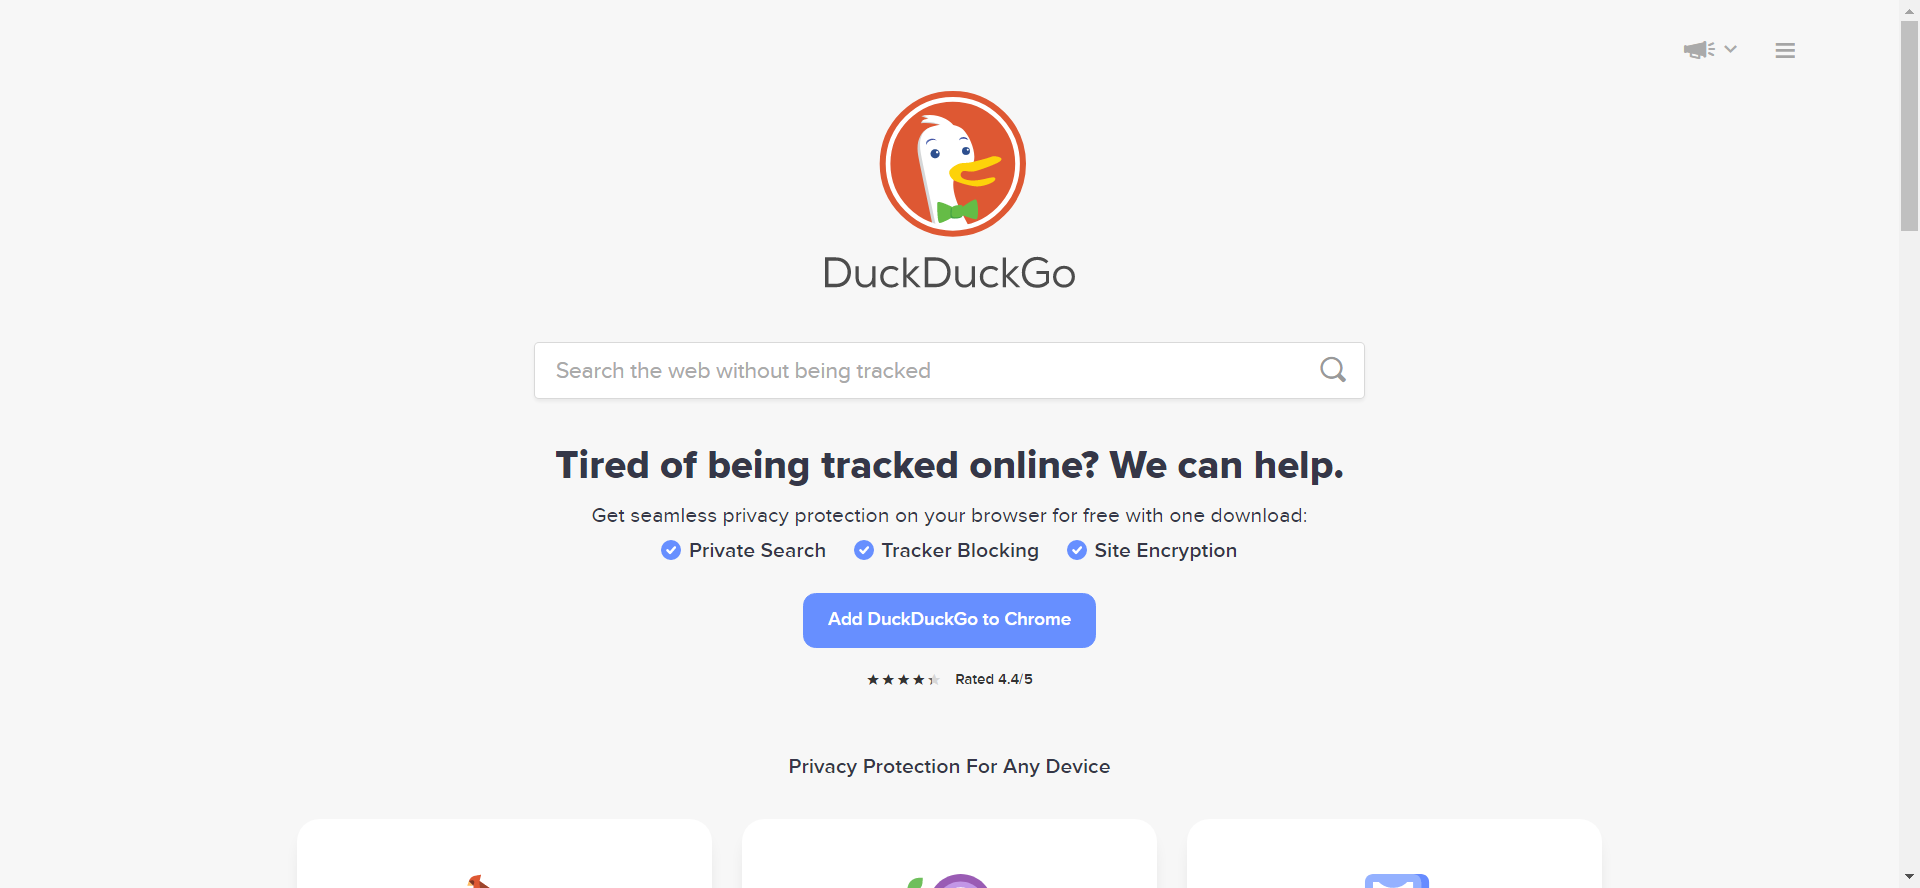 DuckDuckGo
Search the web without being tracked
Tired of being tracked online? We can help.
Get seamless privacy protection on your browser for free with one download:
Private Search Tracker Blocking Site Encryption
Add DuckDuckGo to Chrome
Rated 4.4/5
Privacy Protection For Any Device